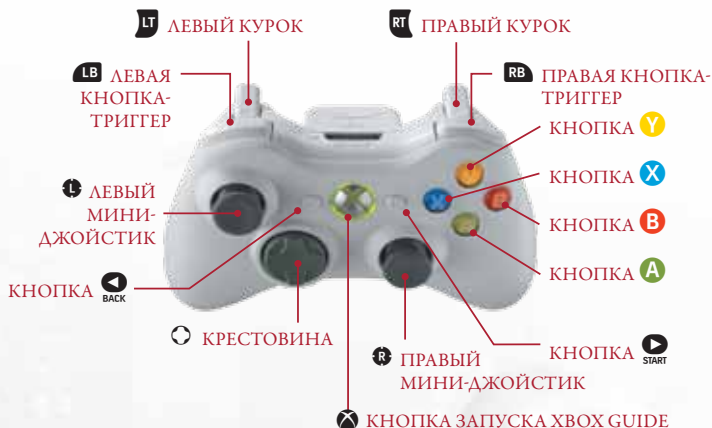 LT ЛЕВЫЙ КУРОК
RT ПРАВЫЙ КУРОК
LB ЛЕВАЯ
КНОПКА-
ТРИГГЕР
RB ПРАВАЯ КНОПКА-
ТРИГГЕР
КНОПКА Y
КНОПКА X
КНОПКА B
КНОПКА A
L ЛЕВЫЙ
МИНИ-
ДЖОЙСТИК
КНОПКА
BACK
КРЕСТОВИНА
R ПРАВЫЙ
МИНИ-ДЖОЙСТИК
КНОПКА
START
КНОПКА ЗАПУСКА XBOX GUIDE